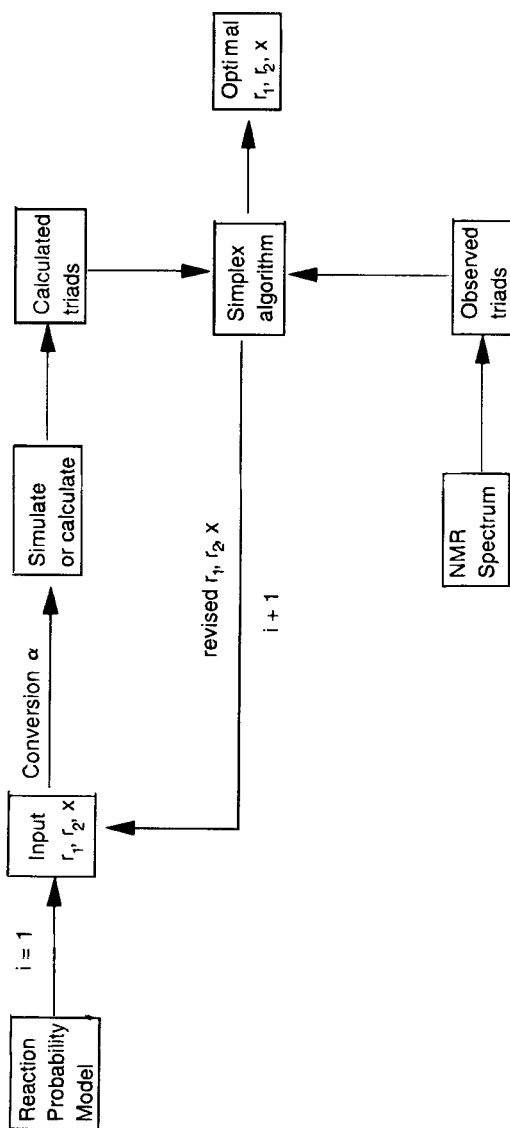 Reaction
Probability
Model
i = 1
Input
r₁, r₂, x
Conversion α
Simulate
or calculate
Calculated
triads
Simplex
algorithm
revised r₁, r₂, x
i + 1
Optimal
r₁, r₂, x
NMR
Spectrum
Observed
triads